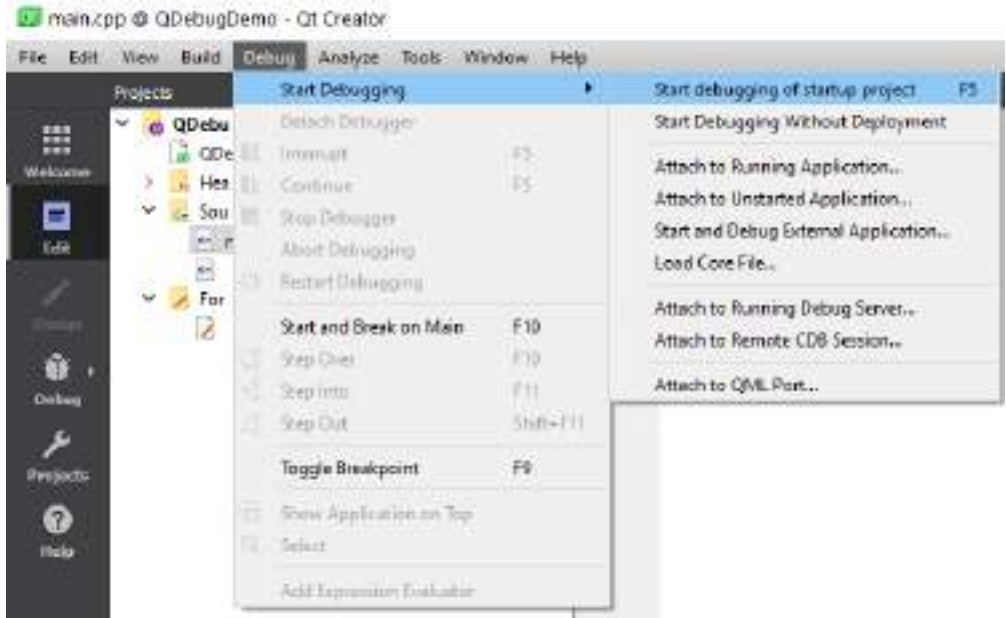 main.cpp @ QDebugDemo - Qt Creator
File Edit View Build Debug Analyze Tools Window Help
Projects
Welcome
Edit
Design
Debug
Projects
Help
QDebu
QDe
Hea
Sou
For
Start Debugging
Detach Debugger
Interrupt F5
Continue F5
Stop Debugger
Abort Debugging
Restart Debugging
Start and Break on Main F10
Step Over F10
Step Into F11
Step Out Shift+F11
Toggle Breakpoint F9
Show Application on Top
Select
Add Expression Evaluator
Start debugging of startup project F5
Start Debugging Without Deployment
Attach to Running Application...
Attach to Unstarted Application...
Start and Debug External Application...
Load Core File...
Attach to Running Debug Server...
Attach to Remote CDB Session...
Attach to QML Port...